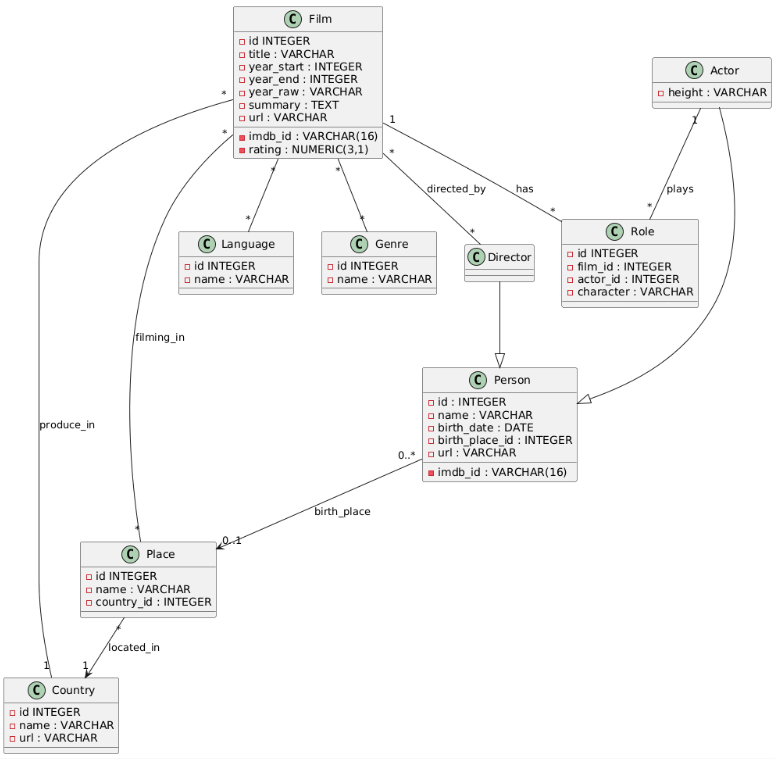 C Film
id INTEGER
title : VARCHAR
year_start : INTEGER
year_end : INTEGER
year_raw : VARCHAR
summary : TEXT
url : VARCHAR
imdb_id : VARCHAR(16)
rating : NUMERIC(3,1)
C Actor
height : VARCHAR
*
*
*
*
1
*
1
directed_by
has
plays
*
*
*
*
*
C Language
id INTEGER
name : VARCHAR
C Genre
id INTEGER
name : VARCHAR
C Director
C Role
id INTEGER
film_id : INTEGER
actor_id : INTEGER
character : VARCHAR
filming_in
C Person
id : INTEGER
name : VARCHAR
birth_date : DATE
birth_place_id : INTEGER
url : VARCHAR
imdb_id : VARCHAR(16)
produce_in
0..*
birth_place
*
0..1
C Place
id INTEGER
name : VARCHAR
country_id : INTEGER
*
located_in
1
1
C Country
id INTEGER
name : VARCHAR
url : VARCHAR